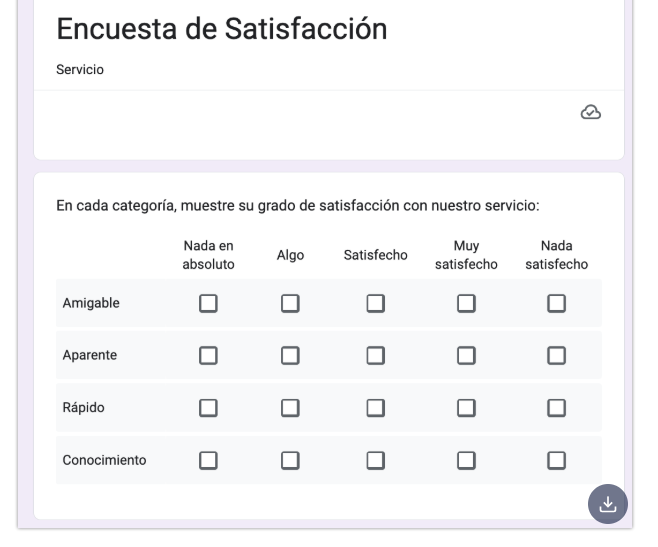 Encuesta de Satisfacción
Servicio
En cada categoría, muestre su grado de satisfacción con nuestro servicio:
Nada en absoluto Algo Satisfecho Muy satisfecho Nada satisfecho
Amigable
Aparente
Rápido
Conocimiento